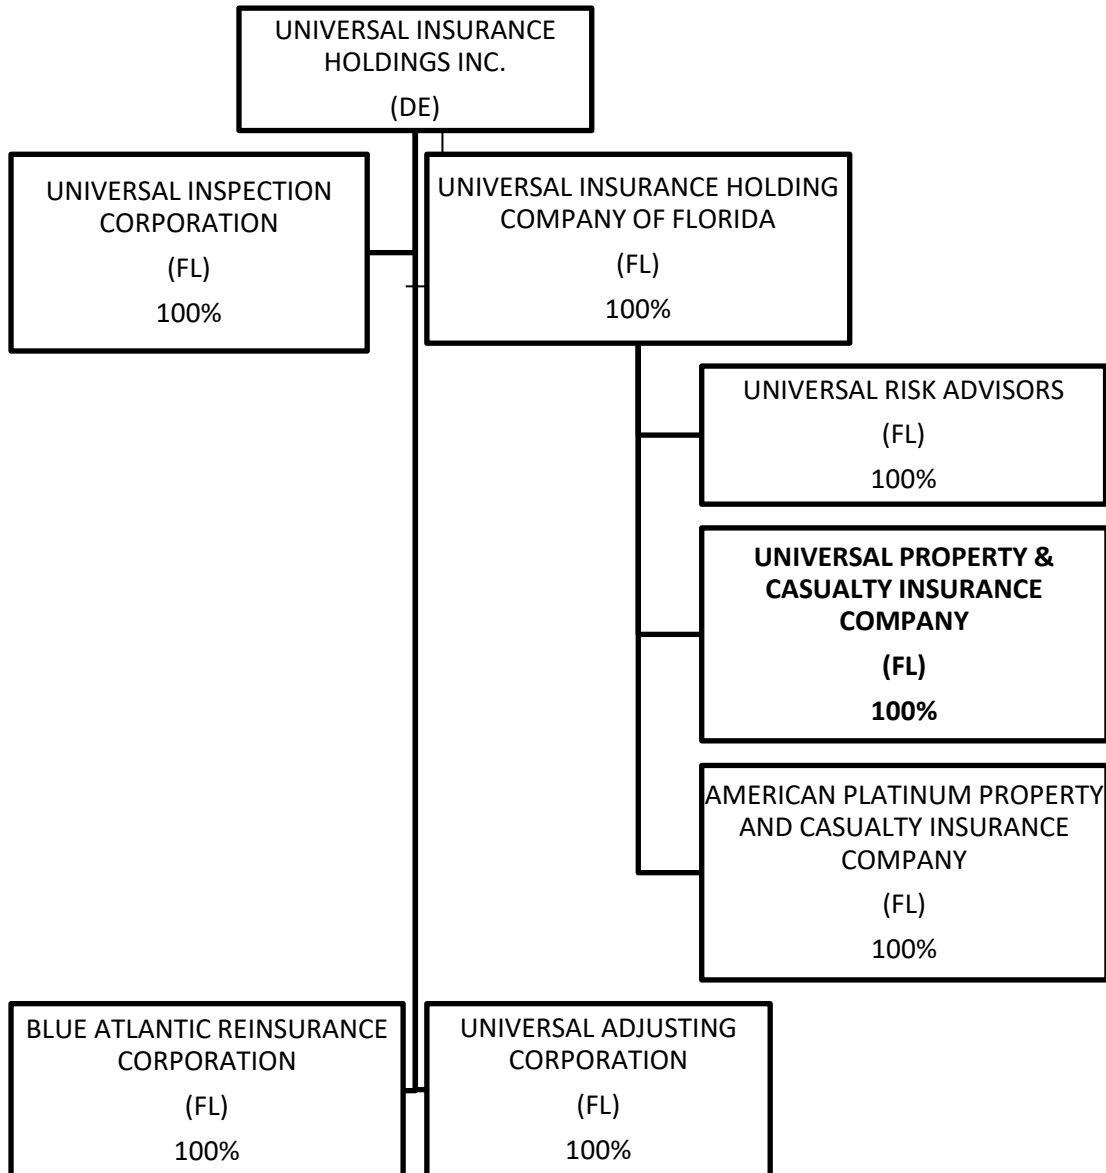 UNIVERSAL INSURANCE
HOLDINGS INC.
(DE)
UNIVERSAL INSPECTION
CORPORATION
(FL)
100%
UNIVERSAL INSURANCE HOLDING
COMPANY OF FLORIDA
(FL)
100%
UNIVERSAL RISK ADVISORS
(FL)
100%
UNIVERSAL PROPERTY &
CASUALTY INSURANCE
COMPANY
(FL)
100%
AMERICAN PLATINUM PROPERTY
AND CASUALTY INSURANCE
COMPANY
(FL)
100%
BLUE ATLANTIC REINSURANCE
CORPORATION
(FL)
100%
UNIVERSAL ADJUSTING
CORPORATION
(FL)
100%